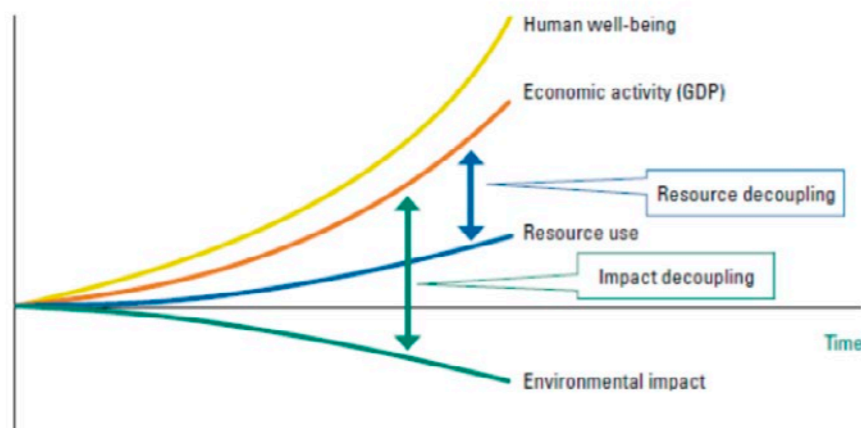 Human well-being
Economic activity (GDP)
Resource decoupling
Resource use
Impact decoupling
Time
Environmental impact